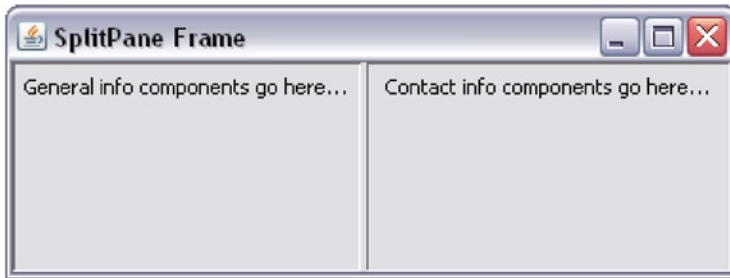 SplitPane Frame
General info components go here...
Contact info components go here...